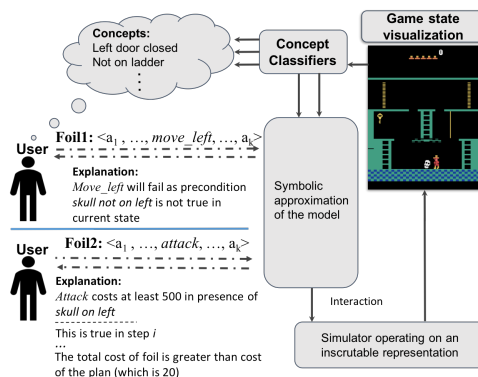 Concepts:
Left door closed
Not on ladder
⋮
Concept
Classifiers
Game state
visualization
0
User
Foil1: <a1 , …, move_left,…, ak>
Explanation:
Move_left will fail as precondition
skull not on left is not true in
current state
User
Foil2: <a1 , …, attack,…, ak>
Explanation:
Attack costs at least 500 in presence of
skull on left
This is true in step i
…
The total cost of foil is greater than cost
of the plan (which is 20)
Symbolic
approximation
of the model
Interaction
Simulator operating on an
inscrutable representation